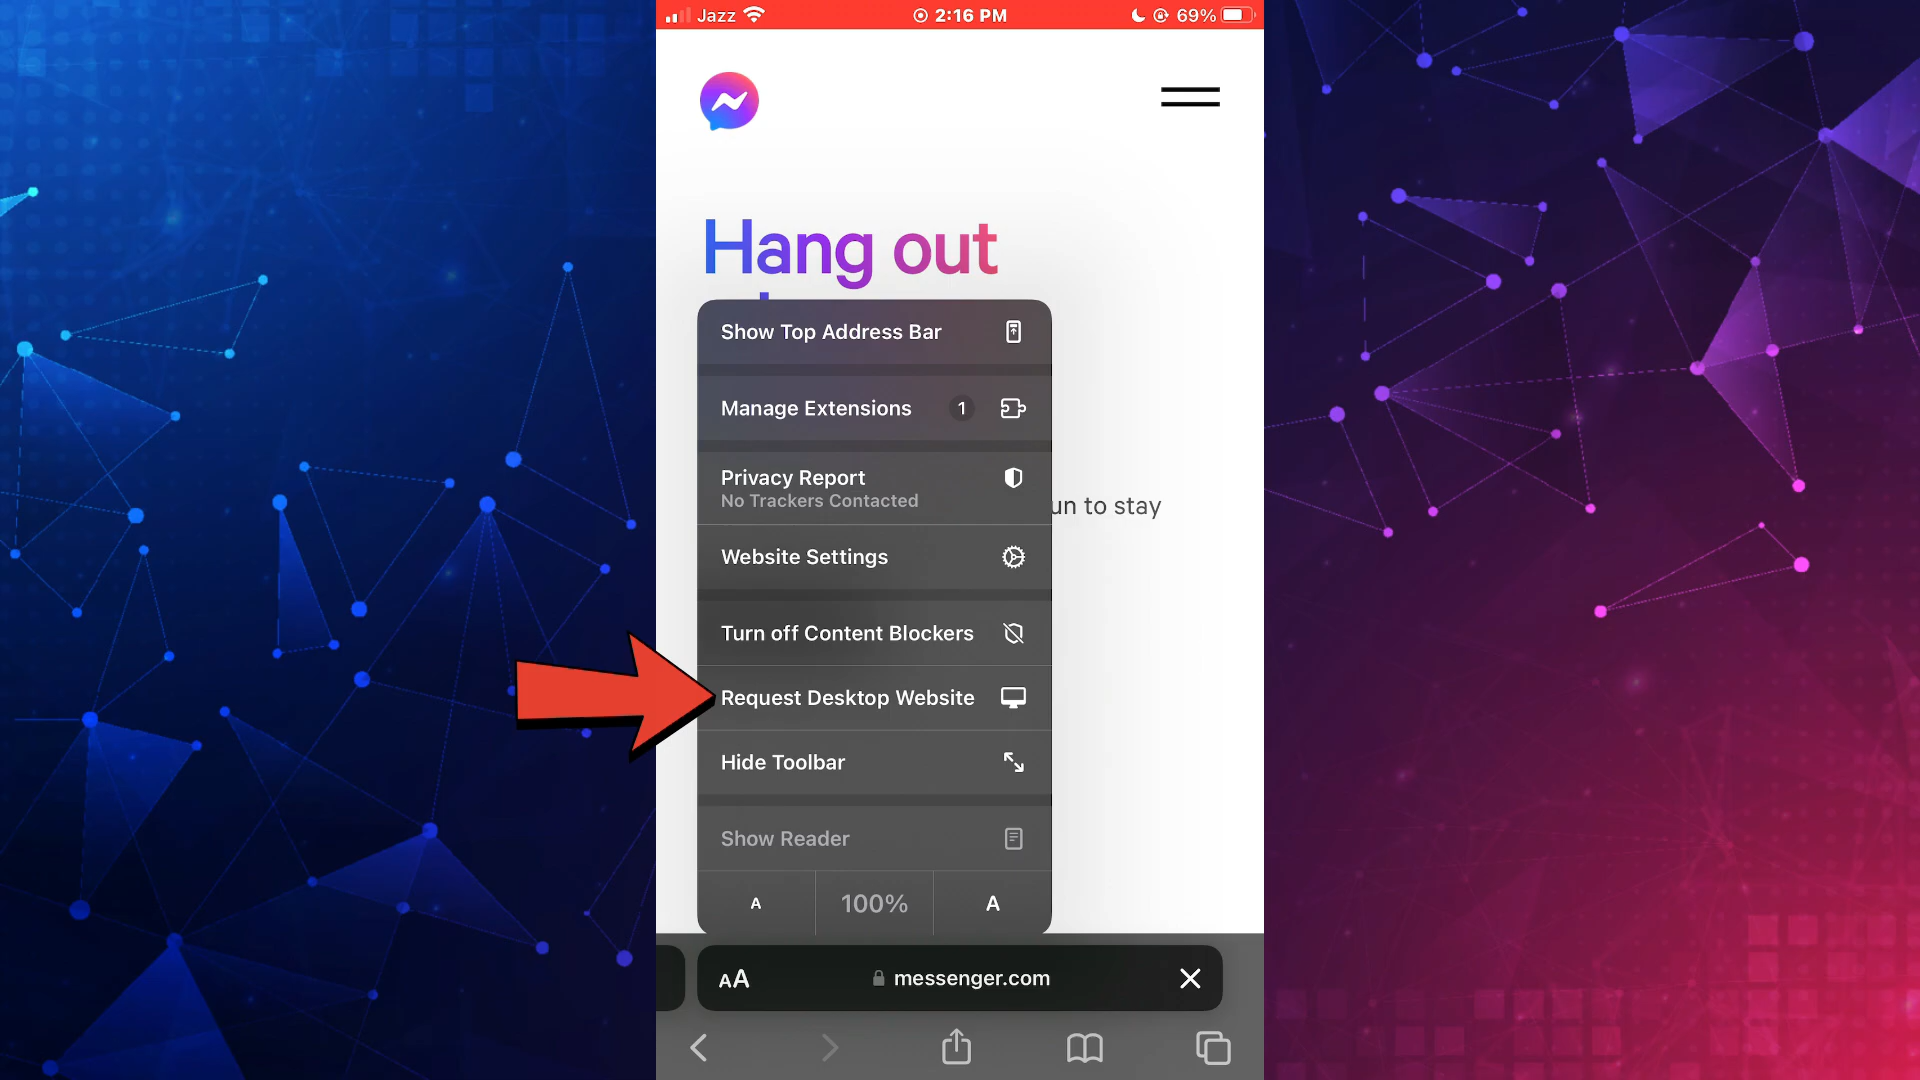 Jazz 2:16 PM 69%
Hang out
Show Top Address Bar
Manage Extensions 1
Privacy Report
No Trackers Contacted
un to stay
Website Settings
Turn off Content Blockers
Request Desktop Website
Hide Toolbar
Show Reader
A 100% A
AA messenger.com